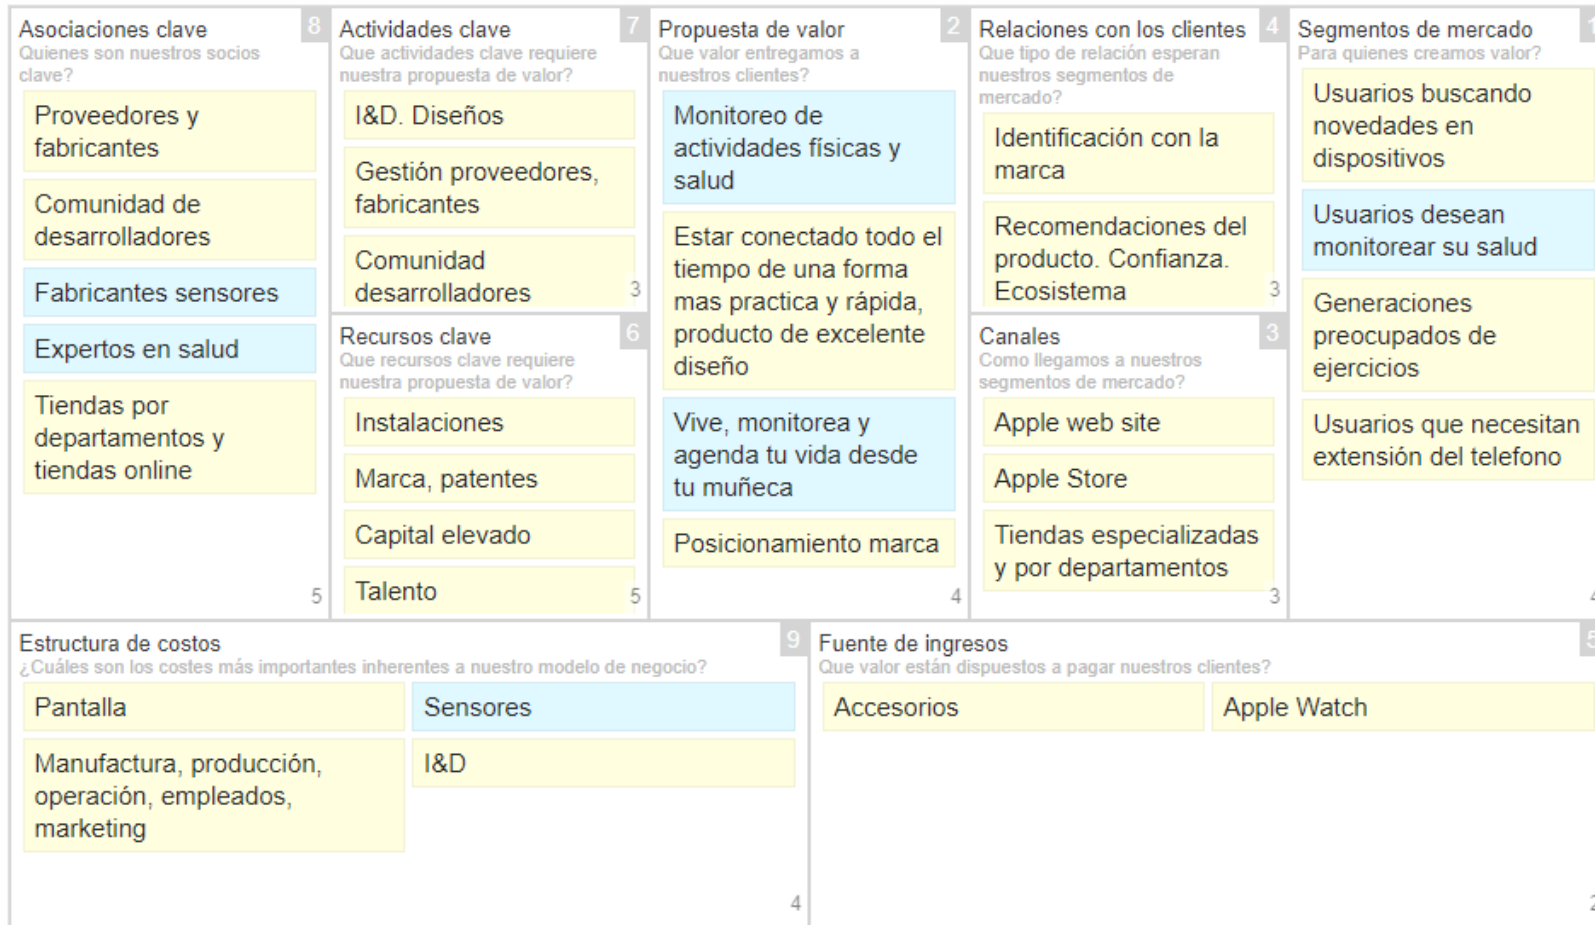 Asociaciones clave
8
Quienes son nuestros socios
clave?
Proveedores y
fabricantes
Comunidad de
desarrolladores
Fabricantes sensores
Expertos en salud
Tiendas por
departamentos y
tiendas online
5
Actividades clave
7
Que actividades clave requiere
nuestra propuesta de valor?
I&D. Diseños
Gestión proveedores,
fabricantes
Comunidad
desarrolladores
3
Recursos clave
6
Que recursos clave requiere
nuestra propuesta de valor?
Instalaciones
Marca, patentes
Capital elevado
Talento
5
Propuesta de valor
2
Que valor entregamos a
nuestros clientes?
Monitoreo de
actividades físicas y
salud
Estar conectado todo el
tiempo de una forma
mas practica y rápida,
producto de excelente
diseño
Vive, monitorea y
agenda tu vida desde
tu muñeca
Posicionamiento marca
4
Relaciones con los clientes
4
Que tipo de relación esperan
nuestros segmentos de
mercado?
Identificación con la
marca
Recomendaciones del
producto. Confianza.
Ecosistema
3
Canales
3
Como llegamos a nuestros
segmentos de mercado?
Apple web site
Apple Store
Tiendas especializadas
y por departamentos
3
Segmentos de mercado
1
Para quienes creamos valor?
Usuarios buscando
novedades en
dispositivos
Usuarios desean
monitorear su salud
Generaciones
preocupados de
ejercicios
Usuarios que necesitan
extensión del telefono
4
Estructura de costos
9
¿Cuáles son los costes más importantes inherentes a nuestro modelo de negocio?
Pantalla
Sensores
Manufactura, producción,
operación, empleados,
marketing
I&D
4
Fuente de ingresos
5
Que valor están dispuestos a pagar nuestros clientes?
Accesorios
Apple Watch
2